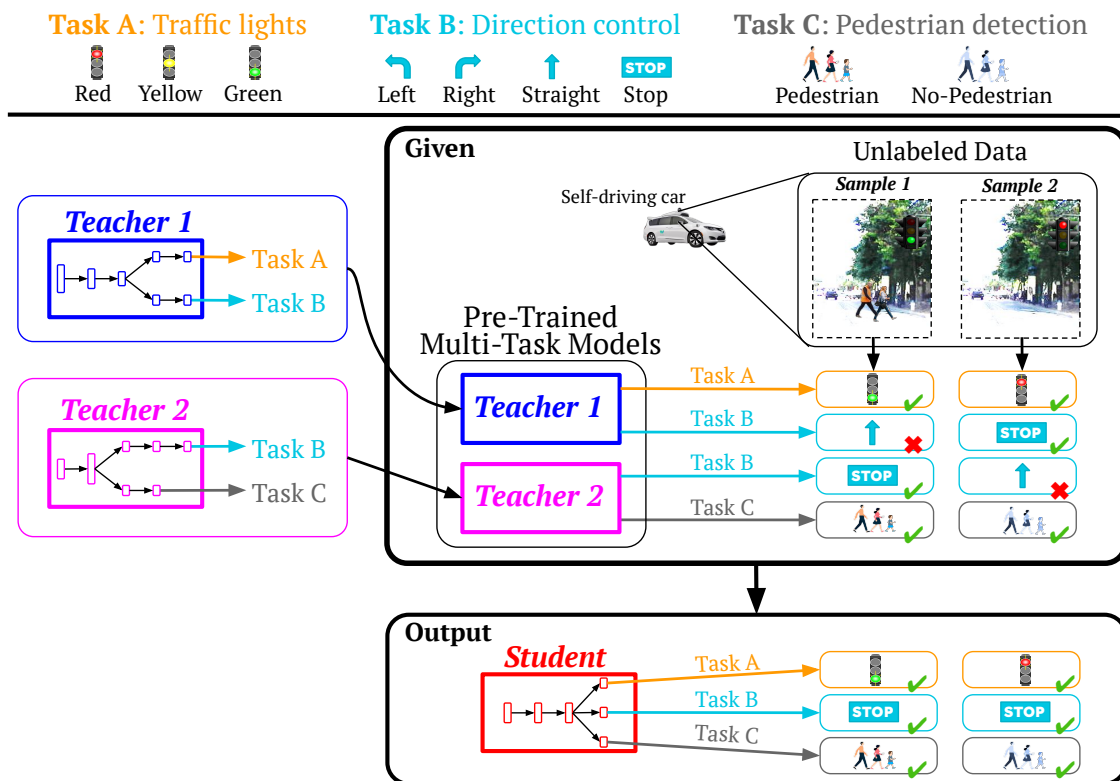 Task A: Traffic lights
Task B: Direction control
Task C: Pedestrian detection
STOP
Red
Yellow
Green
Left
Right
Straight
Stop
Pedestrian
No-Pedestrian
Given
Unlabeled Data
Self-driving car
Sample 1
Sample 2
Teacher 1
Task A
Task B
Pre-Trained
Multi-Task Models
Teacher 2
Task B
Task C
Teacher 1
Task A
Task B
STOP
Teacher 2
Task B
STOP
Task C
Output
Student
Task A
Task B
STOP
STOP
Task C